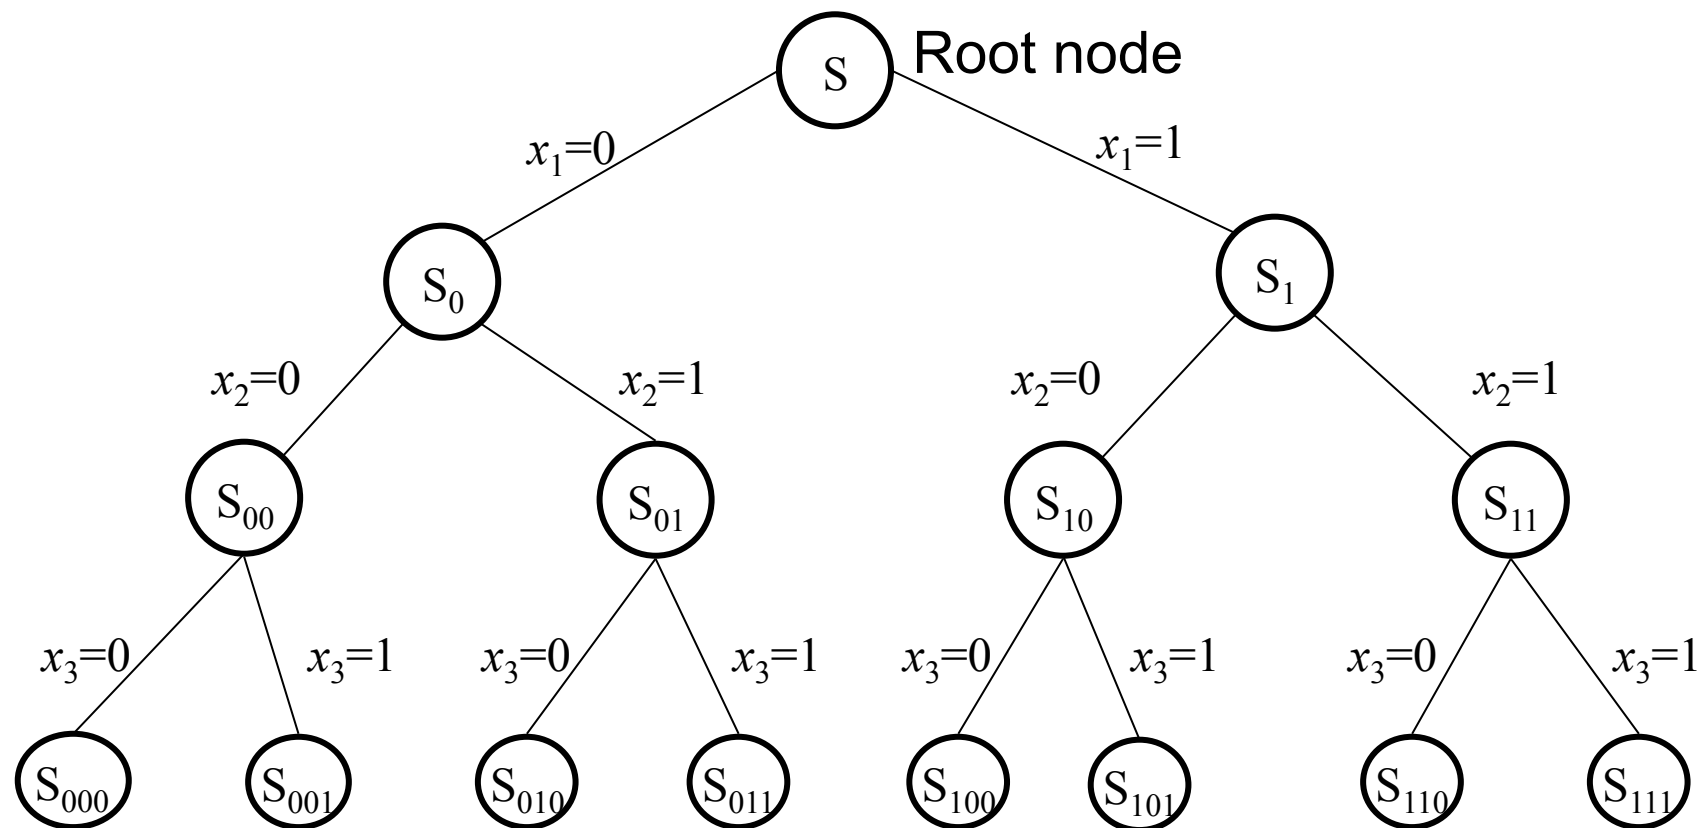 S Root node
x₁=0 x₁=1
S₀ S₁
x₂=0 x₂=1 x₂=0 x₂=1
S₀₀ S₀₁ S₁₀ S₁₁
x₃=0 x₃=1 x₃=0 x₃=1 x₃=0 x₃=1 x₃=0 x₃=1
S₀₀₀ S₀₀₁ S₀₁₀ S₀₁₁ S₁₀₀ S₁₀₁ S₁₁₀ S₁₁₁